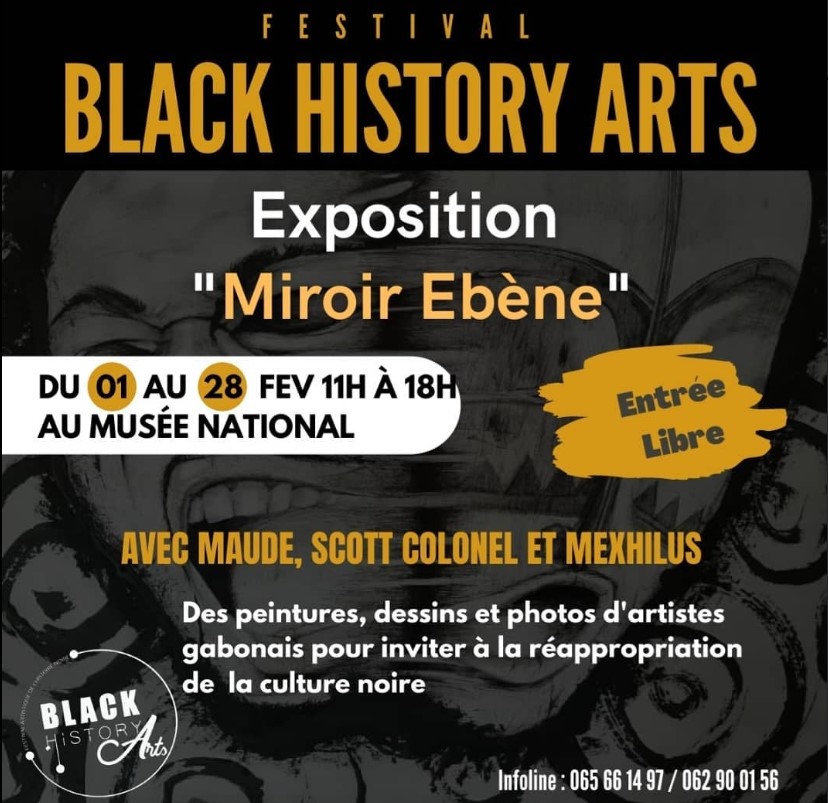 FESTIVAL
BLACK HISTORY ARTS
Exposition
"Miroir Ebène"
DU 01 AU 28 FEV 11H À 18H
AU MUSÉE NATIONAL
Entrée
Libre
AVEC MAUDE, SCOTT COLONEL ET MEXHILUS
Des peintures, dessins et photos d'artistes
gabonais pour inviter à la réappropriation
de la culture noire
BLACK
HiSTORY
Arts
Infoline : 065 66 14 97 / 062 90 01 56